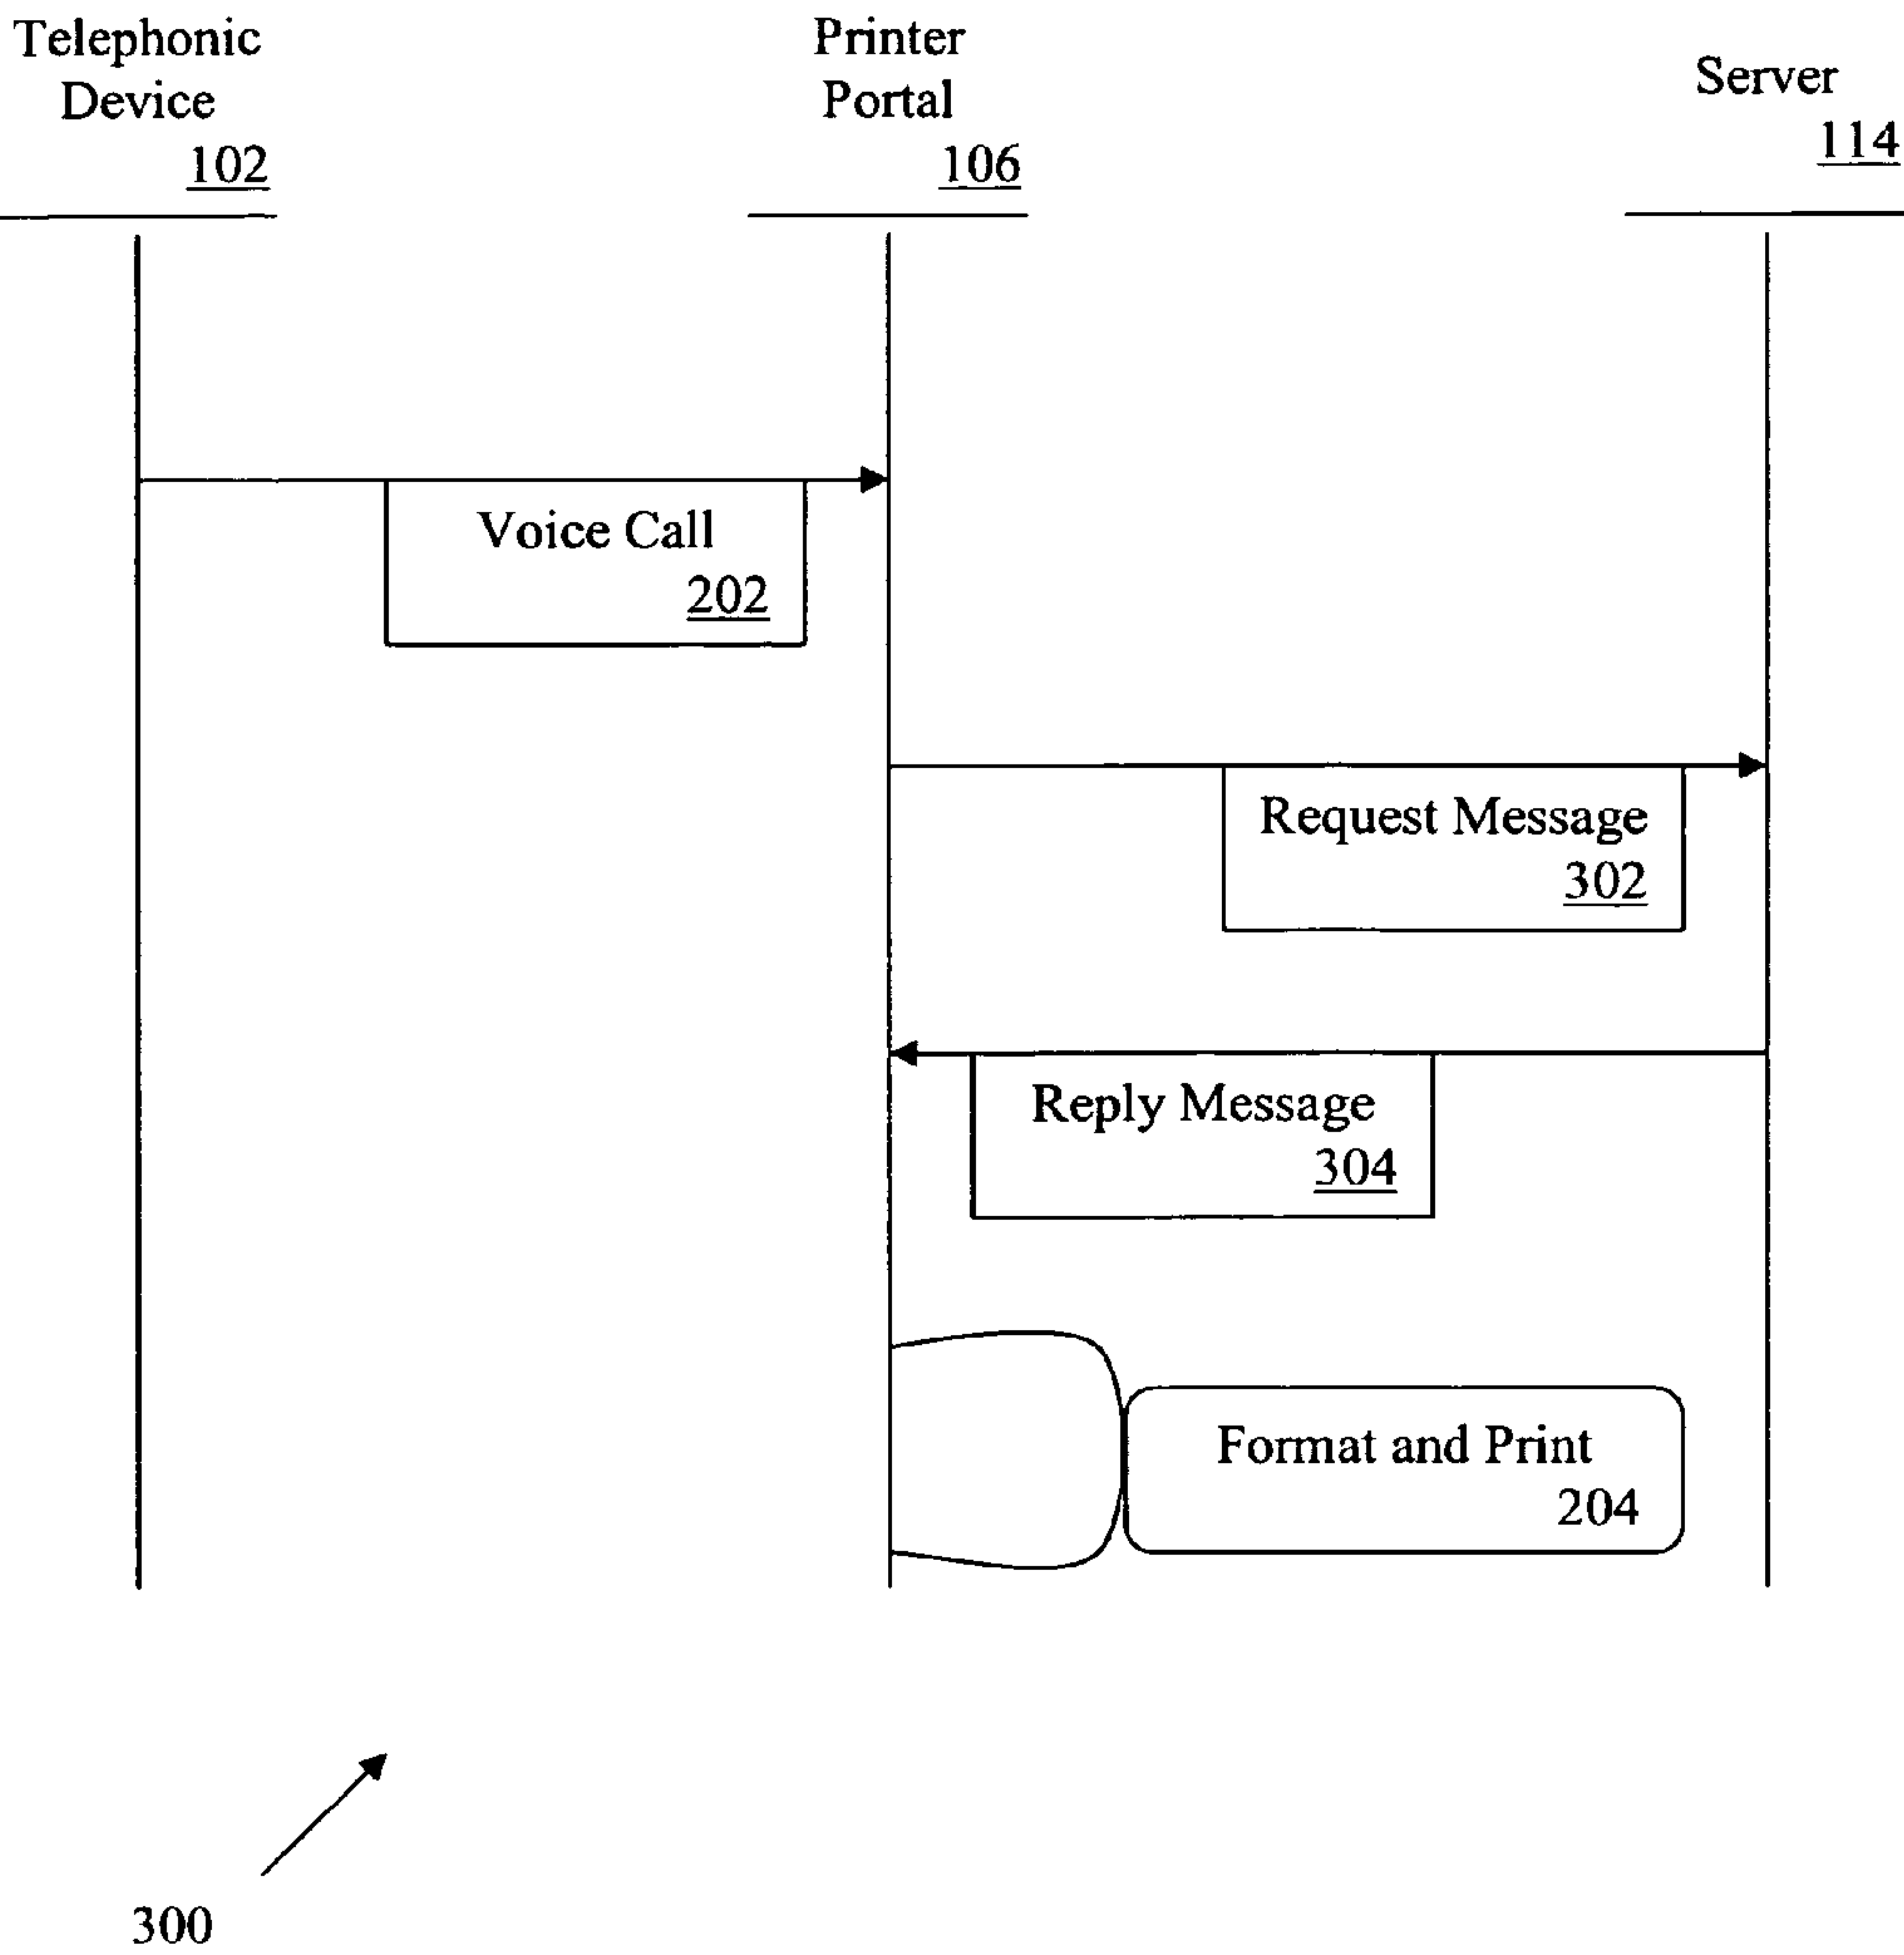 Telephonic
Device
102
Printer
Portal
106
Server
114
Voice Call
202
Request Message
302
Reply Message
304
Format and Print
204
300